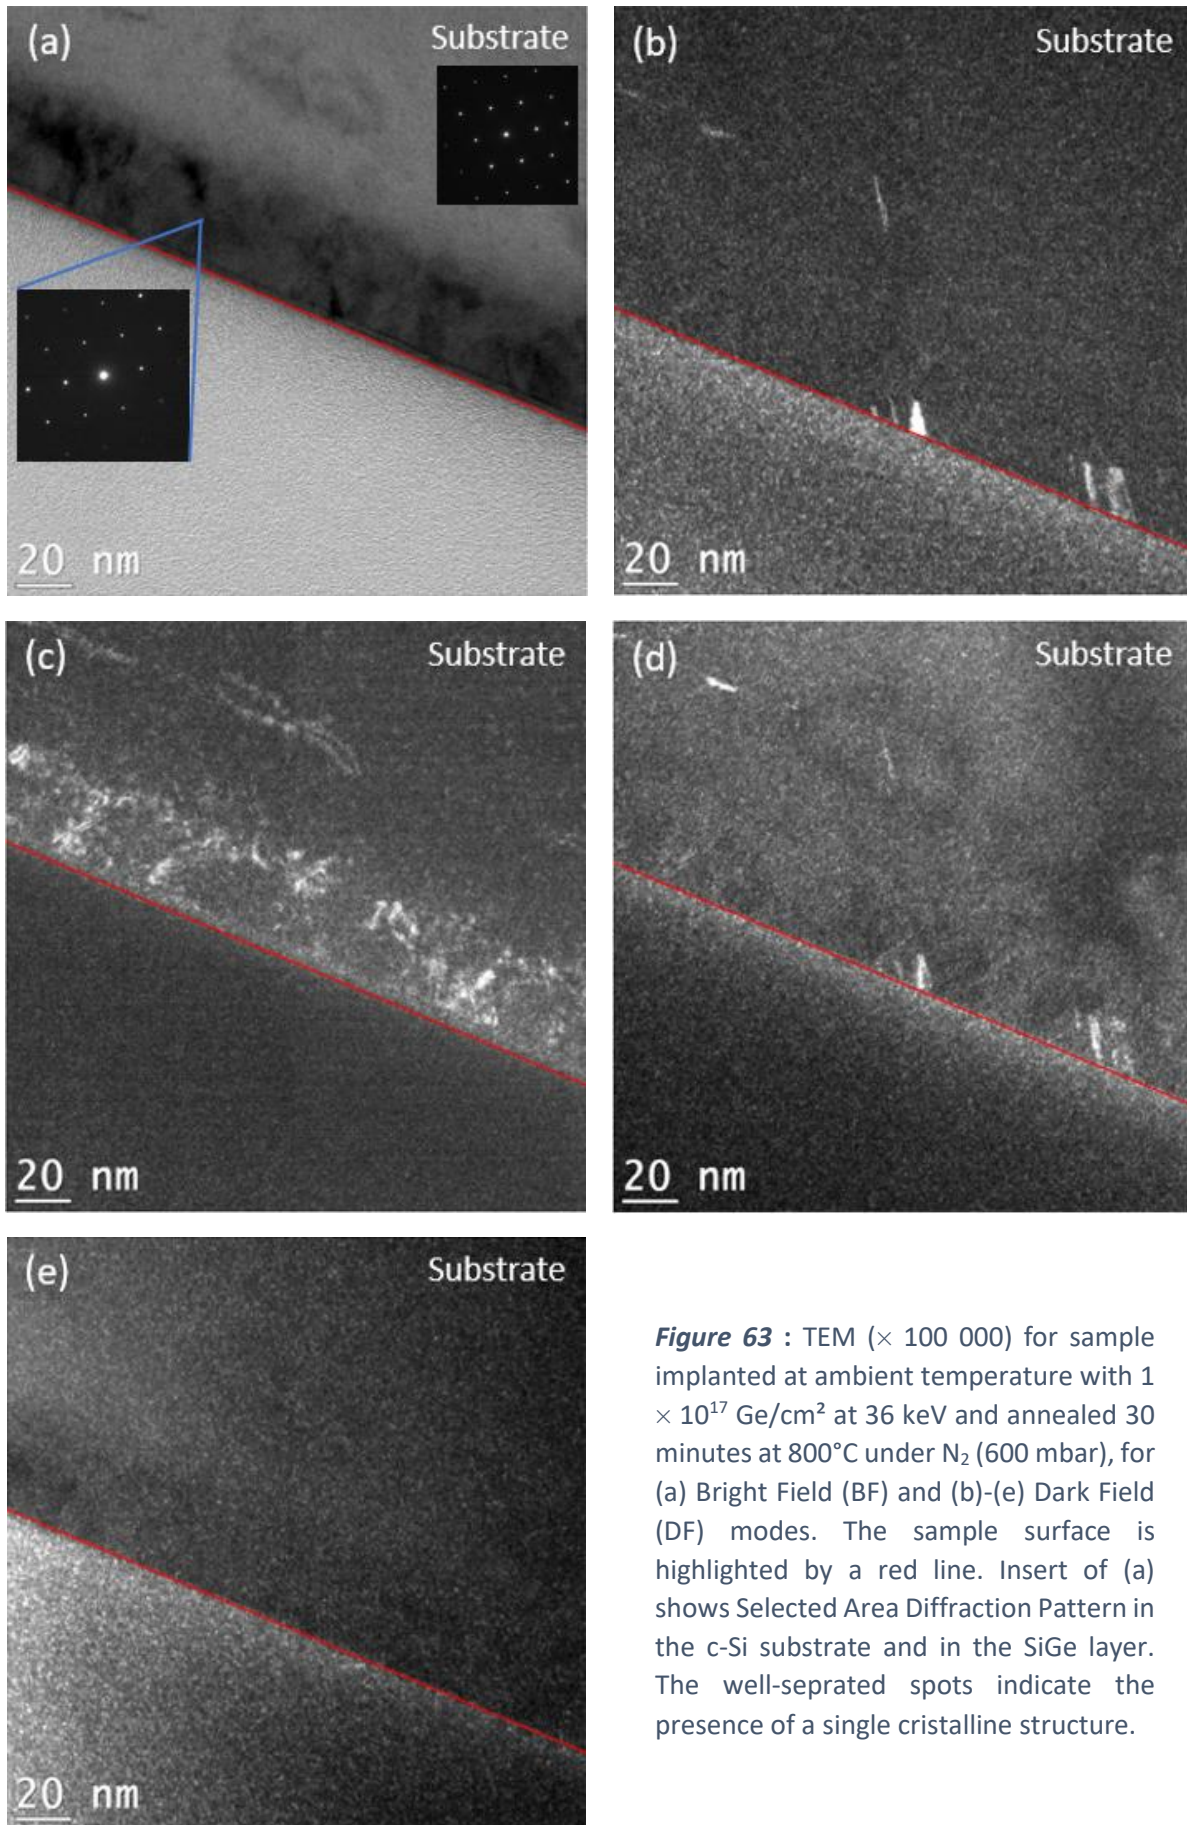 (a)
Substrate
20 nm
(b)
Substrate
20 nm
(c)
Substrate
20 nm
(d)
Substrate
20 nm
(e)
Substrate
20 nm
Figure 63 : TEM (× 100 000) for sample
implanted at ambient temperature with 1
× 10¹⁷ Ge/cm² at 36 keV and annealed 30
minutes at 800°C under N₂ (600 mbar), for
(a) Bright Field (BF) and (b)-(e) Dark Field
(DF) modes. The sample surface is
highlighted by a red line. Insert of (a)
shows Selected Area Diffraction Pattern in
the c-Si substrate and in the SiGe layer.
The well-seprated spots indicate the
presence of a single cristalline structure.